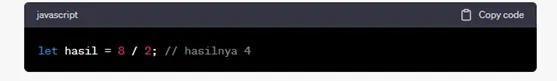 javascript
Copy code
let hasil = 8 / 2; // hasilnya 4